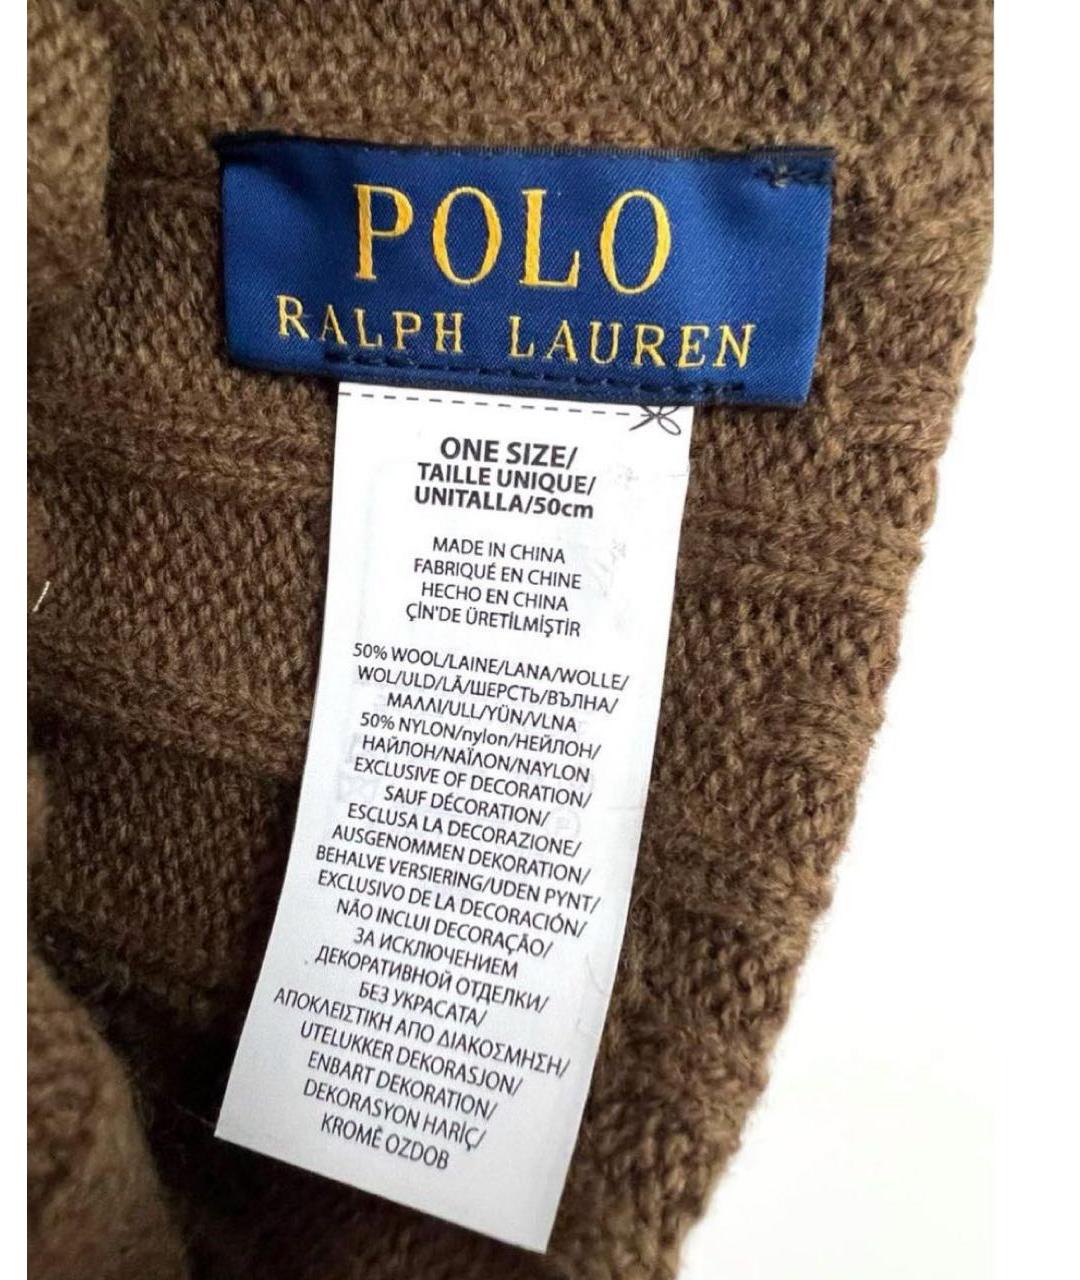 POLO
RALPH LAUREN
ONE SIZE/
TAILLE UNIQUE/
UNITALLA/50cm
MADE IN CHINA
FABRIQUÉ EN CHINE
HECHO EN CHINA
ÇİN'DE ÜRETİLMİŞTİR
50% WOOL/LAINE/LANA/WOLLE/
WOL/ULD/LÃ/ШЕРСТЬ/ВЪЛНА/
ΜΑΛΛΙ/ULL/YÜN/VLNA
50% NYLON/nylon/НЕЙЛОН/
НАЙЛОН/ΝΑΪΛΟΝ/NAYLON
EXCLUSIVE OF DECORATION/
SAUF DÉCORATION/
ESCLUSA LA DECORAZIONE/
AUSGENOMMEN DEKORATION/
BEHALVE VERSIERING/UDEN PYNT/
EXCLUSIVO DE LA DECORACIÓN/
NÃO INCLUI DECORAÇÃO/
ЗА ИСКЛЮЧЕНИЕМ
ДЕКОРАТИВНОЙ ОТДЕЛКИ/
БЕЗ УКРАСАТА/
ΑΠΟΚΛΕΙΣΤΙΚΗ ΑΠΟ ΔΙΑΚΟΣΜΗΣΗ/
UTELUKKER DEKORASJON/
ENBART DEKORATION/
DEKORASYON HARİÇ/
KROMĚ OZDOB